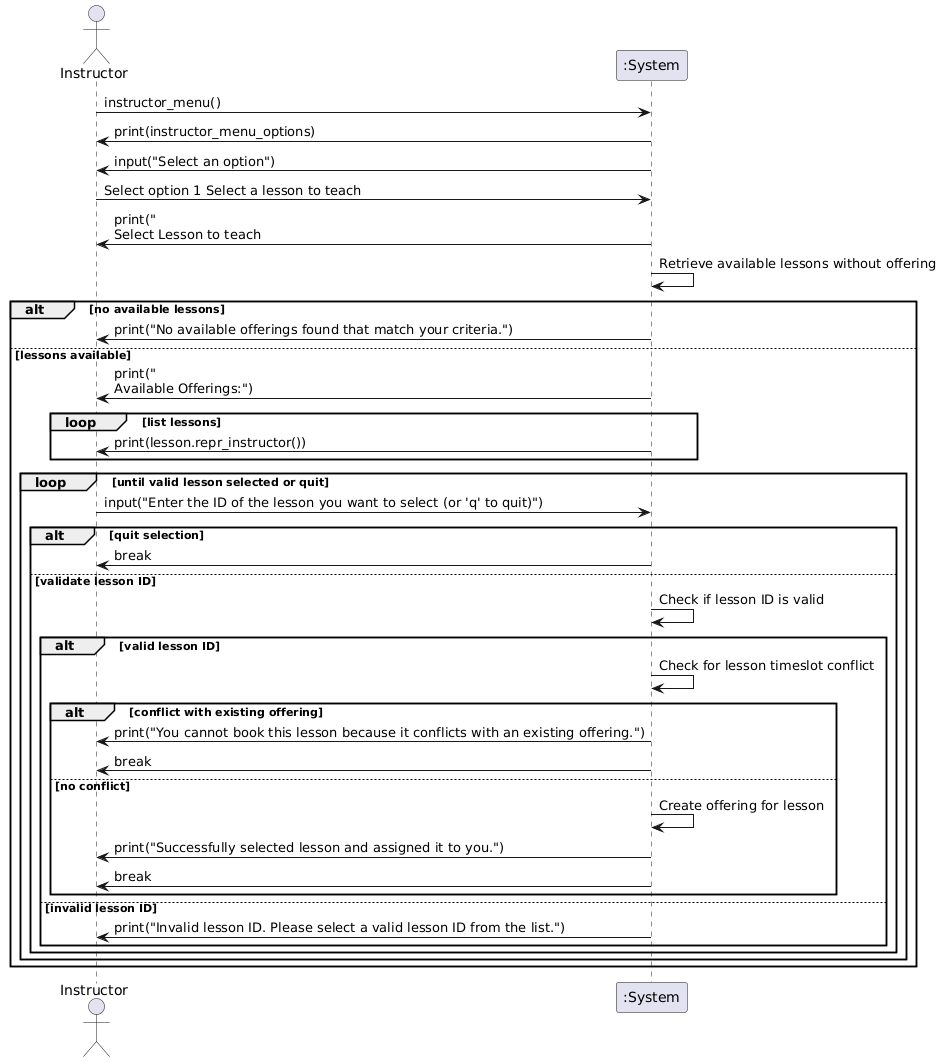 Instructor
:System
instructor_menu()
print(instructor_menu_options)
input("Select an option")
Select option 1 Select a lesson to teach
print("
Select Lesson to teach
Retrieve available lessons without offering
alt
[no available lessons]
print("No available offerings found that match your criteria.")
[lessons available]
print("
Available Offerings:")
loop
[list lessons]
print(lesson.repr_instructor())
loop
[until valid lesson selected or quit]
input("Enter the ID of the lesson you want to select (or 'q' to quit)")
alt
[quit selection]
break
[validate lesson ID]
Check if lesson ID is valid
alt
[valid lesson ID]
Check for lesson timeslot conflict
alt
[conflict with existing offering]
print("You cannot book this lesson because it conflicts with an existing offering.")
break
[no conflict]
Create offering for lesson
print("Successfully selected lesson and assigned it to you.")
break
[invalid lesson ID]
print("Invalid lesson ID. Please select a valid lesson ID from the list.")
Instructor
:System